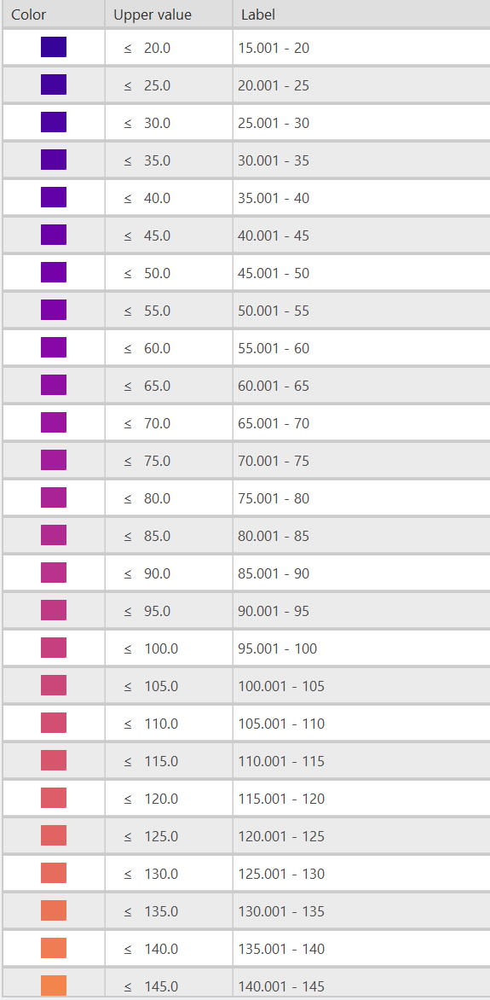 Color Upper value Label
≤ 20.0 15.001 - 20
≤ 25.0 20.001 - 25
≤ 30.0 25.001 - 30
≤ 35.0 30.001 - 35
≤ 40.0 35.001 - 40
≤ 45.0 40.001 - 45
≤ 50.0 45.001 - 50
≤ 55.0 50.001 - 55
≤ 60.0 55.001 - 60
≤ 65.0 60.001 - 65
≤ 70.0 65.001 - 70
≤ 75.0 70.001 - 75
≤ 80.0 75.001 - 80
≤ 85.0 80.001 - 85
≤ 90.0 85.001 - 90
≤ 95.0 90.001 - 95
≤ 100.0 95.001 - 100
≤ 105.0 100.001 - 105
≤ 110.0 105.001 - 110
≤ 115.0 110.001 - 115
≤ 120.0 115.001 - 120
≤ 125.0 120.001 - 125
≤ 130.0 125.001 - 130
≤ 135.0 130.001 - 135
≤ 140.0 135.001 - 140
≤ 145.0 140.001 - 145